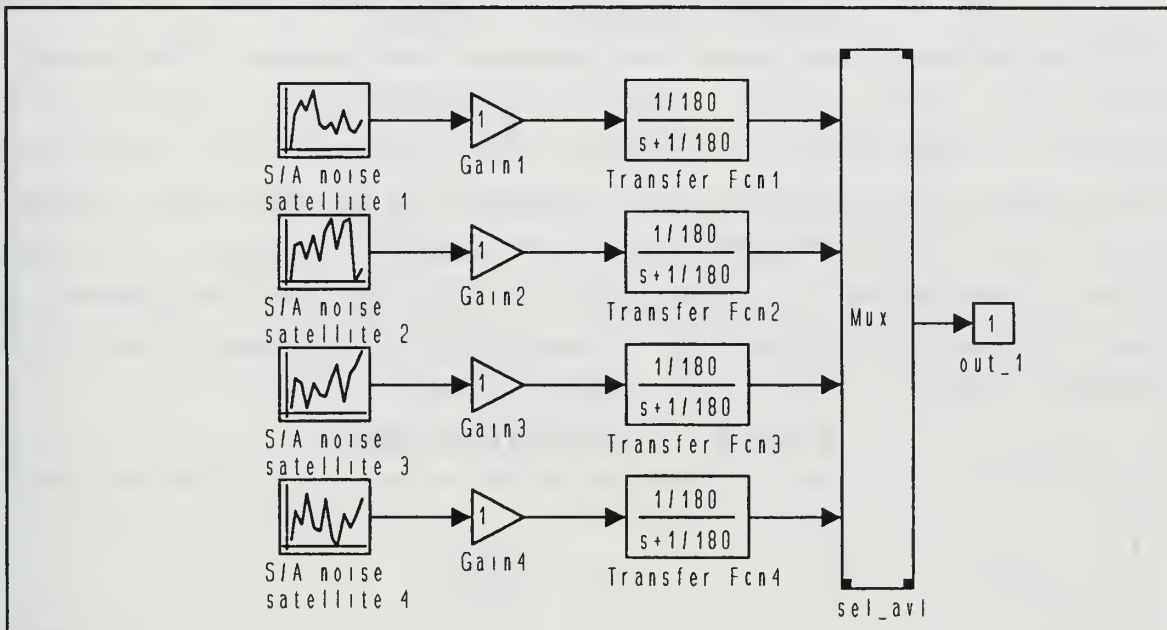 S/A noise
satellite 1
1
Gain1
1/180
s+1/180
Transfer Fcn1
S/A noise
satellite 2
1
Gain2
1/180
s+1/180
Transfer Fcn2
S/A noise
satellite 3
1
Gain3
1/180
s+1/180
Transfer Fcn3
S/A noise
satellite 4
1
Gain4
1/180
s+1/180
Transfer Fcn4
Mux
sel_avl
1
out_1